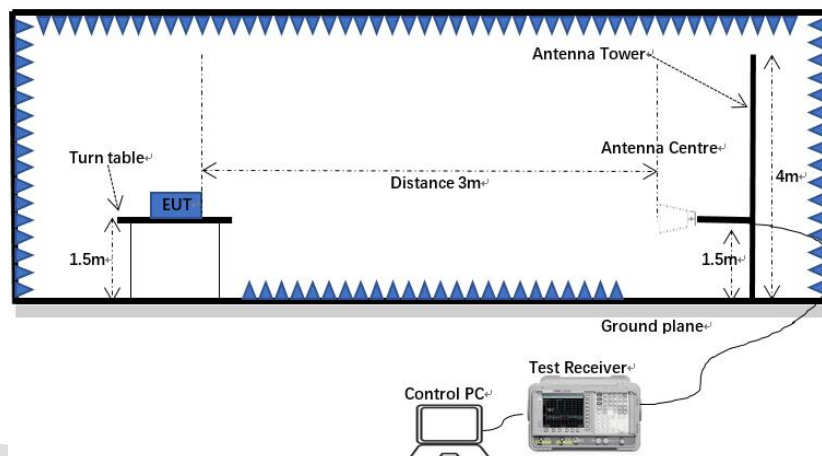 Antenna Tower
Antenna Centre
Turn table
Distance 3m
4m
EUT
1.5m
1.5m
Ground plane
Test Receiver
Control PC